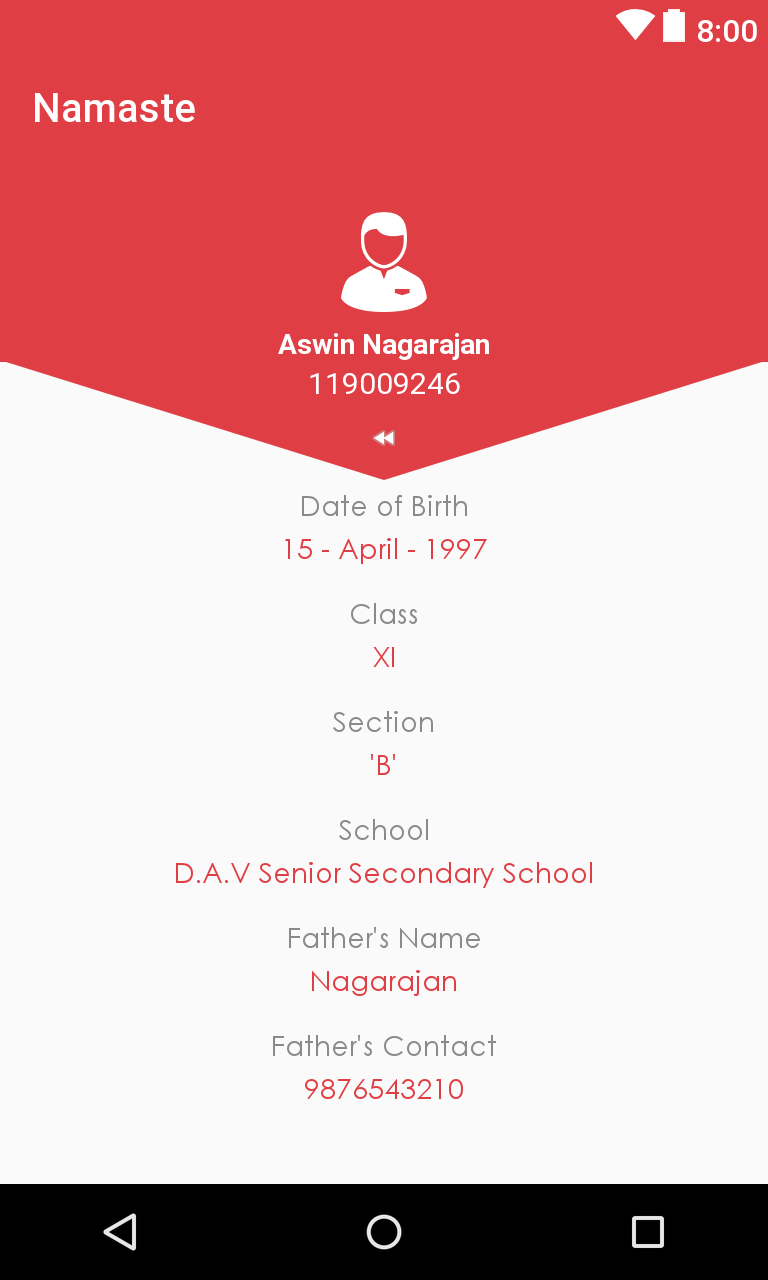 8:00
Namaste
Aswin Nagarajan
119009246
Date of Birth
15 - April - 1997
Class
XI
Section
'B'
School
D.A.V Senior Secondary School
Father's Name
Nagarajan
Father's Contact
9876543210